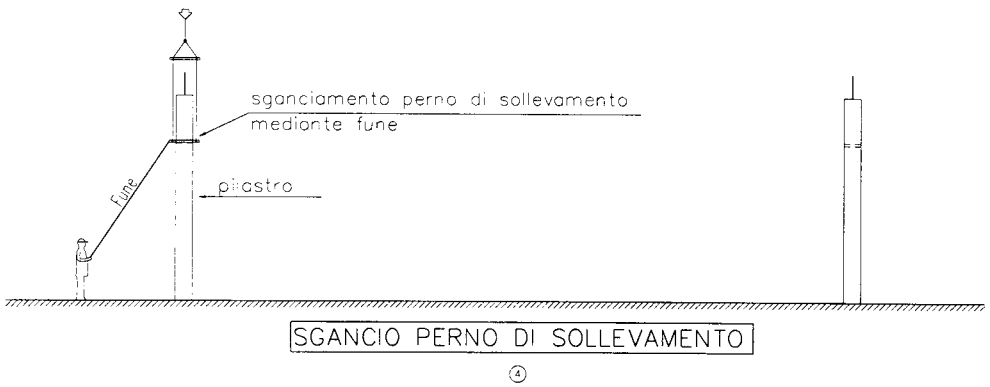 sganciamento perno di sollevamento
mediante fune
Fune
pilastro
SGANCIO PERNO DI SOLLEVAMENTO
4